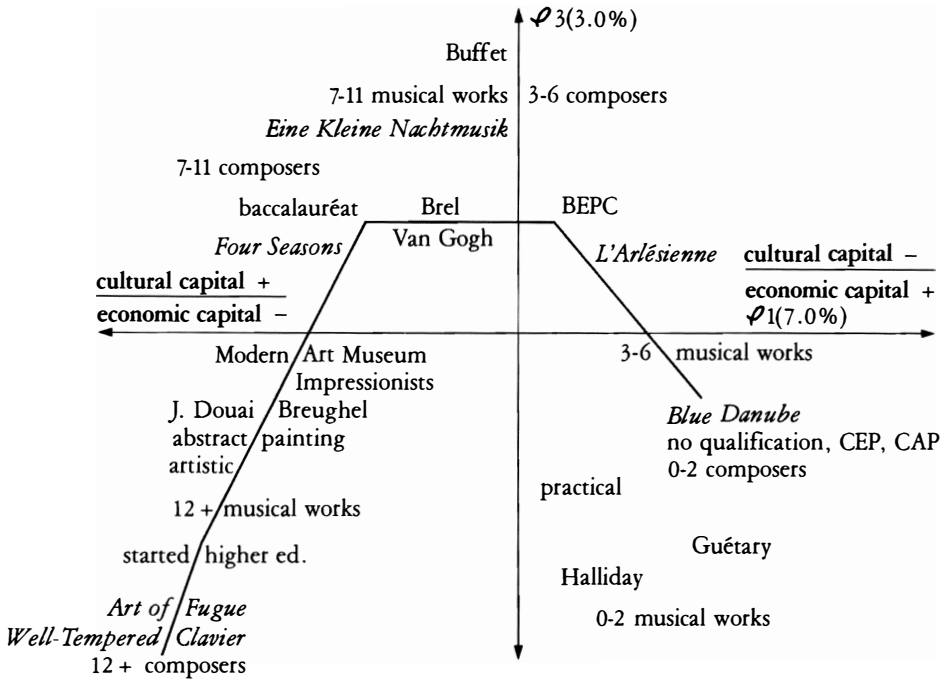 ϕ 3(3.0%)
Buffet
7-11 musical works 3-6 composers
Eine Kleine Nachtmusik
7-11 composers
baccalauréat Brel BEPC
Van Gogh
Four Seasons L'Arlésienne
cultural capital −
economic capital +
ϕ 1(7.0%)
cultural capital +
economic capital −
Modern Art Museum 3-6 musical works
Impressionists
J. Douai Breughel
abstract painting
artistic
Blue Danube
no qualification, CEP, CAP
0-2 composers
practical
12 + musical works
started higher ed.
Guétary
Halliday
0-2 musical works
Art of Fugue
Well-Tempered Clavier
12 + composers